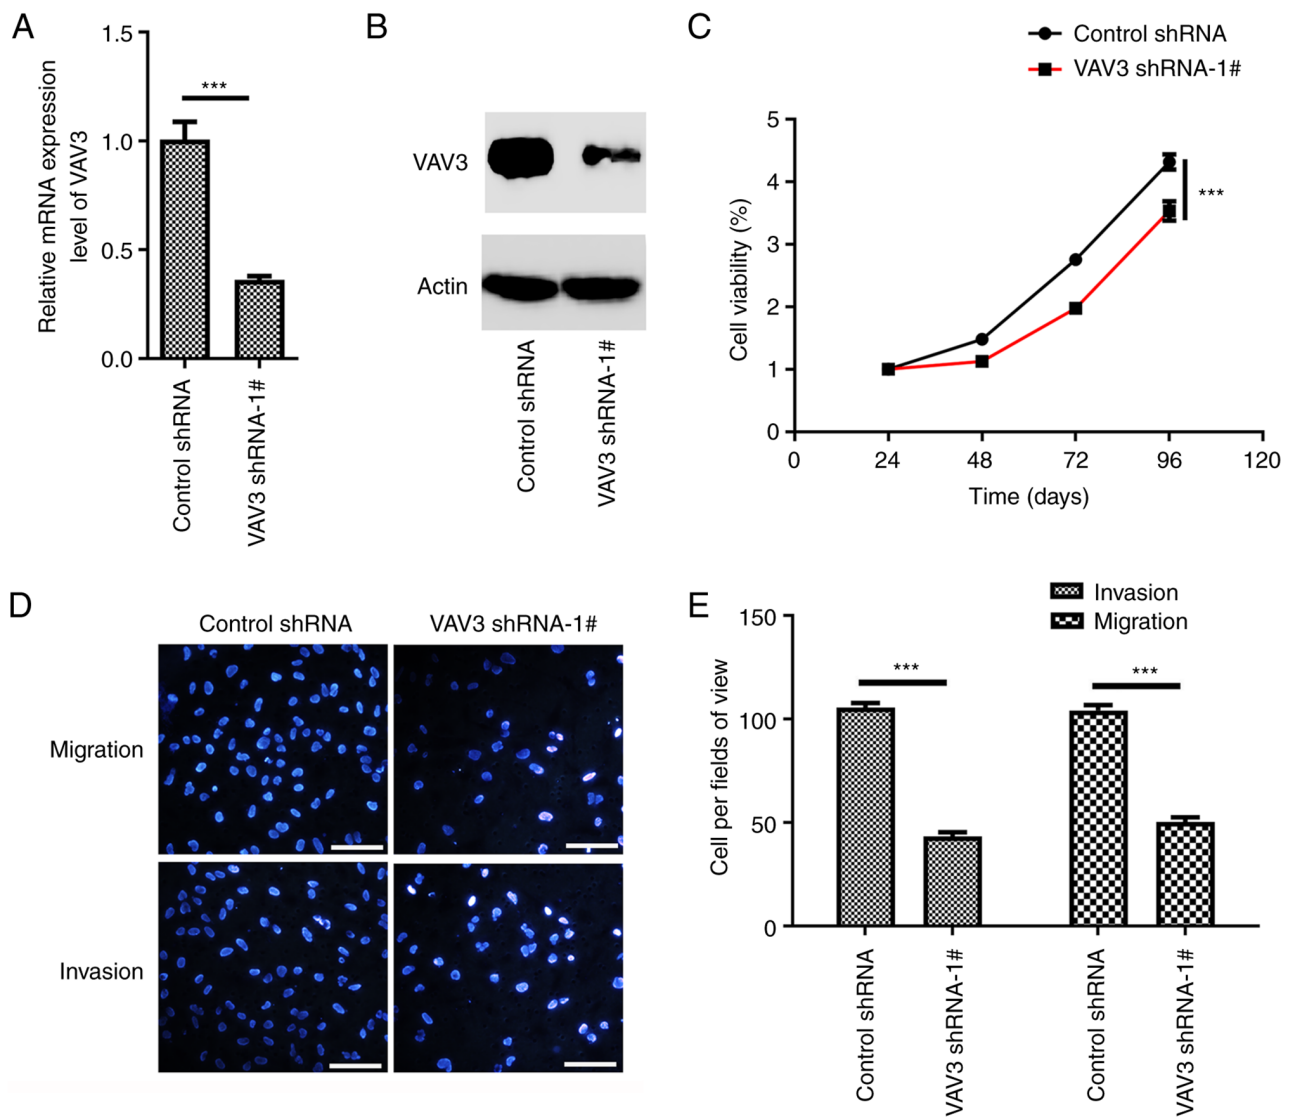 A
1.5
1.0
0.5
0.0
Relative mRNA expression
level of VAV3
***
Control shRNA
VAV3 shRNA-1#
B
VAV3
Actin
Control shRNA
VAV3 shRNA-1#
C
Control shRNA
VAV3 shRNA-1#
5
4
3
2
1
0
Cell viability (%)
***
0 24 48 72 96 120
Time (days)
D
Control shRNA VAV3 shRNA-1#
Migration
Invasion
E
Invasion
Migration
150
100
50
0
Cell per fields of view
*** ***
Control shRNA
VAV3 shRNA-1#
Control shRNA
VAV3 shRNA-1#